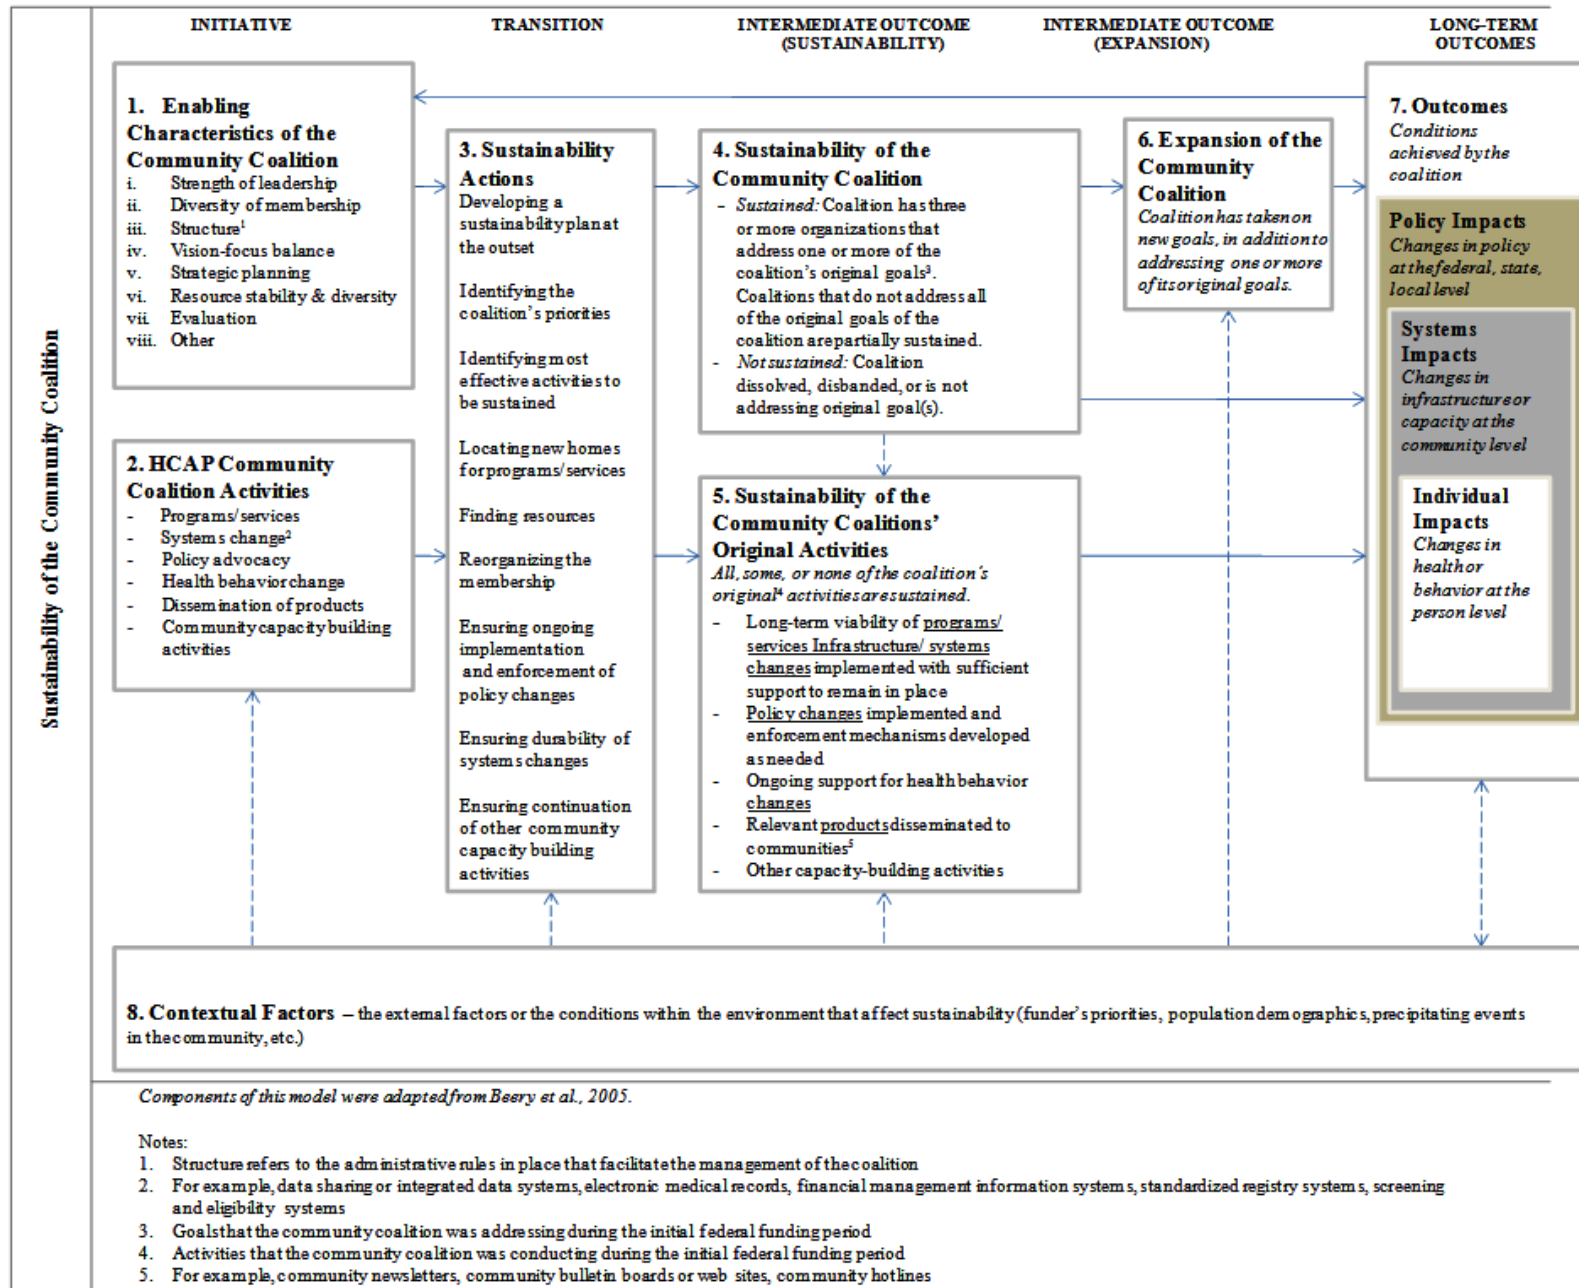 INITIATIVE
TRANSITION
INTERMEDIATE OUTCOME
(SUSTAINABILITY)
INTERMEDIATE OUTCOME
(EXPANSION)
LONG-TERM
OUTCOMES
Sustainability of the Community Coalition
1. Enabling
Characteristics of the
Community Coalition
i. Strength of leadership
ii. Diversity of membership
iii. Structure¹
iv. Vision-focus balance
v. Strategic planning
vi. Resource stability & diversity
vii. Evaluation
viii. Other
2. HCAP Community
Coalition Activities
- Programs/services
- Systems change²
- Policy advocacy
- Health behavior change
- Dissemination of products
- Community capacity building
activities
3. Sustainability
Actions
Developing a
sustainability plan at
the outset
Identifying the
coalition's priorities
Identifying most
effective activities to
be sustained
Locating new homes
for programs/services
Finding resources
Reorganizing the
membership
Ensuring ongoing
implementation
and enforcement of
policy changes
Ensuring durability of
systems changes
Ensuring continuation
of other community
capacity building
activities
4. Sustainability of the
Community Coalition
- Sustained: Coalition has three
or more organizations that
address one or more of the
coalition's original goals³.
Coalitions that do not address all
of the original goals of the
coalition are partially sustained.
- Not sustained: Coalition
dissolved, disbanded, or is not
addressing original goal(s).
5. Sustainability of the
Community Coalitions'
Original Activities
All, some, or none of the coalition's
original⁴ activities are sustained.
- Long-term viability of programs/
services Infrastructure/ systems
changes implemented with sufficient
support to remain in place
- Policy changes implemented and
enforcement mechanisms developed
as needed
- Ongoing support for health behavior
changes
- Relevant products disseminated to
communities⁵
- Other capacity-building activities
6. Expansion of the
Community
Coalition
Coalition has taken on
new goals, in addition to
addressing one or more
of its original goals.
7. Outcomes
Conditions
achieved by the
coalition
Policy Impacts
Changes in policy
at the federal, state,
local level
Systems
Impacts
Changes in
infrastructure or
capacity at the
community level
Individual
Impacts
Changes in
health or
behavior at the
person level
8. Contextual Factors – the external factors or the conditions within the environment that affect sustainability (funder's priorities, population demographics, precipitating events
in the community, etc.)
Components of this model were adapted from Beery et al., 2005.
Notes:
1. Structure refers to the administrative rules in place that facilitate the management of the coalition
2. For example, data sharing or integrated data systems, electronic medical records, financial management information systems, standardized registry systems, screening
and eligibility systems
3. Goals that the community coalition was addressing during the initial federal funding period
4. Activities that the community coalition was conducting during the initial federal funding period
5. For example, community newsletters, community bulletin boards or web sites, community hotlines